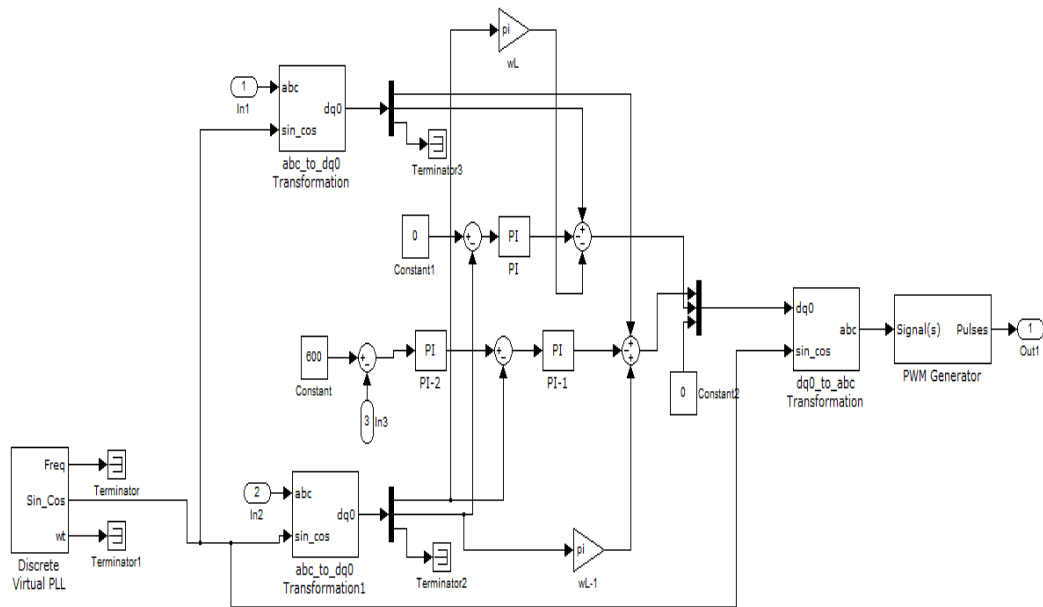 pi
wL
1
In1
abc
dq0
sin_cos
abc_to_dq0
Transformation
Terminator3
0
Constant1
+
−
PI
PI
+
−
−
600
Constant
+
−
PI
PI-2
3
In3
+
−
PI
PI-1
+
−
+
0
Constant2
dq0
abc
sin_cos
dq0_to_abc
Transformation
Signal(s)
Pulses
PWM Generator
1
Out1
Freq
Sin_Cos
wt
Discrete
Virtual PLL
Terminator
Terminator1
2
In2
abc
dq0
sin_cos
abc_to_dq0
Transformation1
Terminator2
pi
wL-1